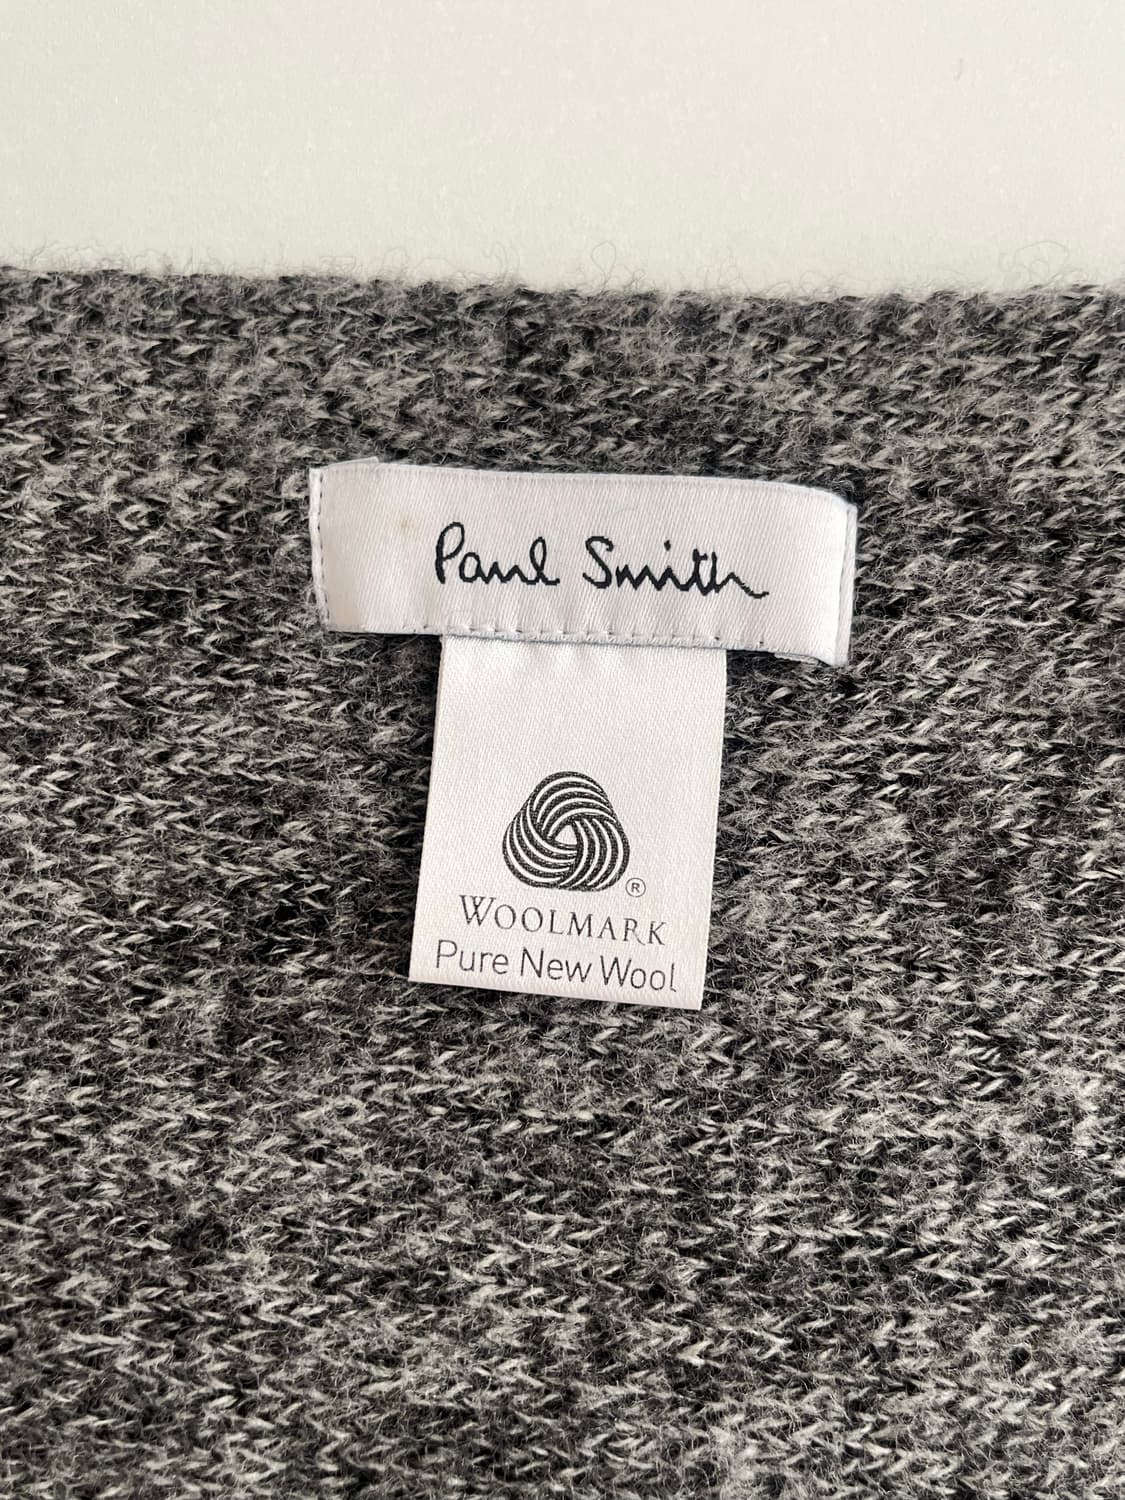 Paul Smith
®
WOOLMARK
Pure New Wool